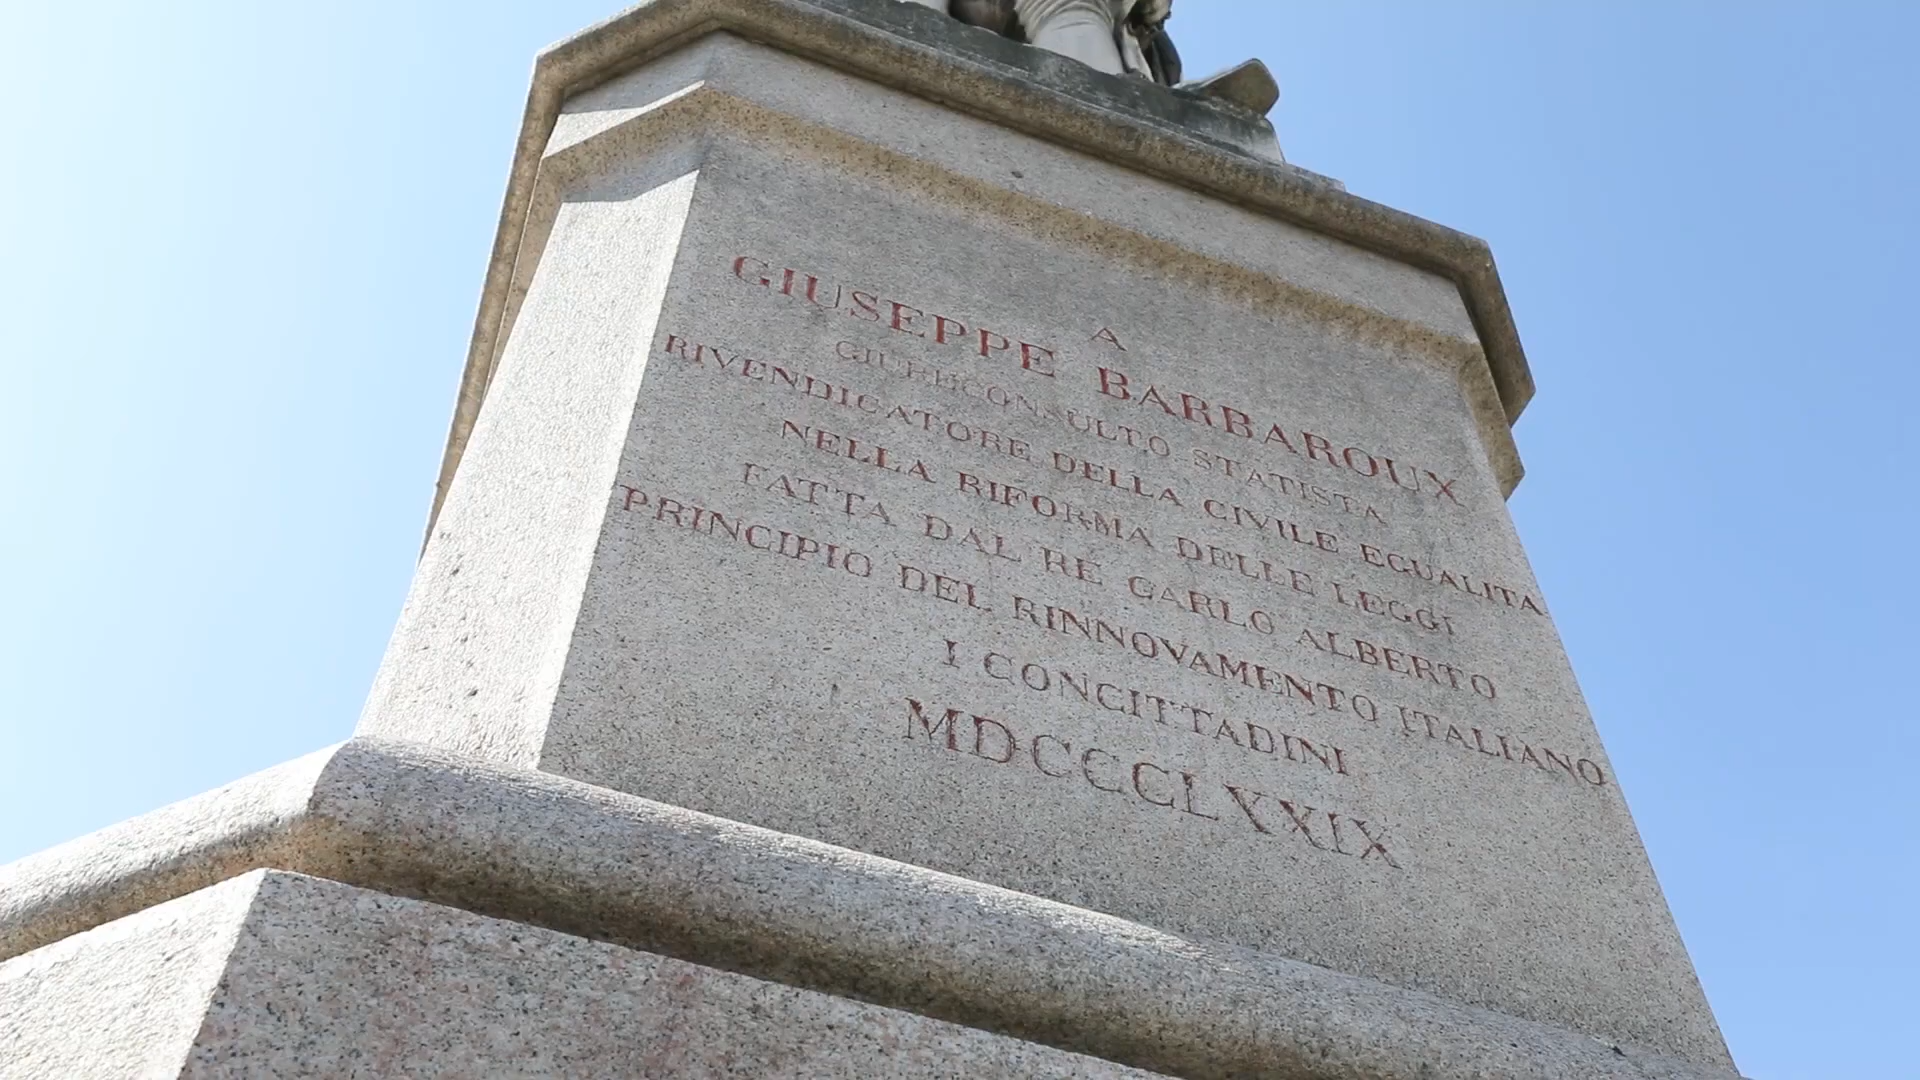 A
GIUSEPPE BARBAROUX
GIURECONSULTO STATISTA
RIVENDICATORE DELLA CIVILE EGUALITA
NELLA RIFORMA DELLE LEGGI
FATTA DAL RE CARLO ALBERTO
PRINCIPIO DEL RINNOVAMENTO ITALIANO
I CONCITTADINI
MDCCCLXXIX